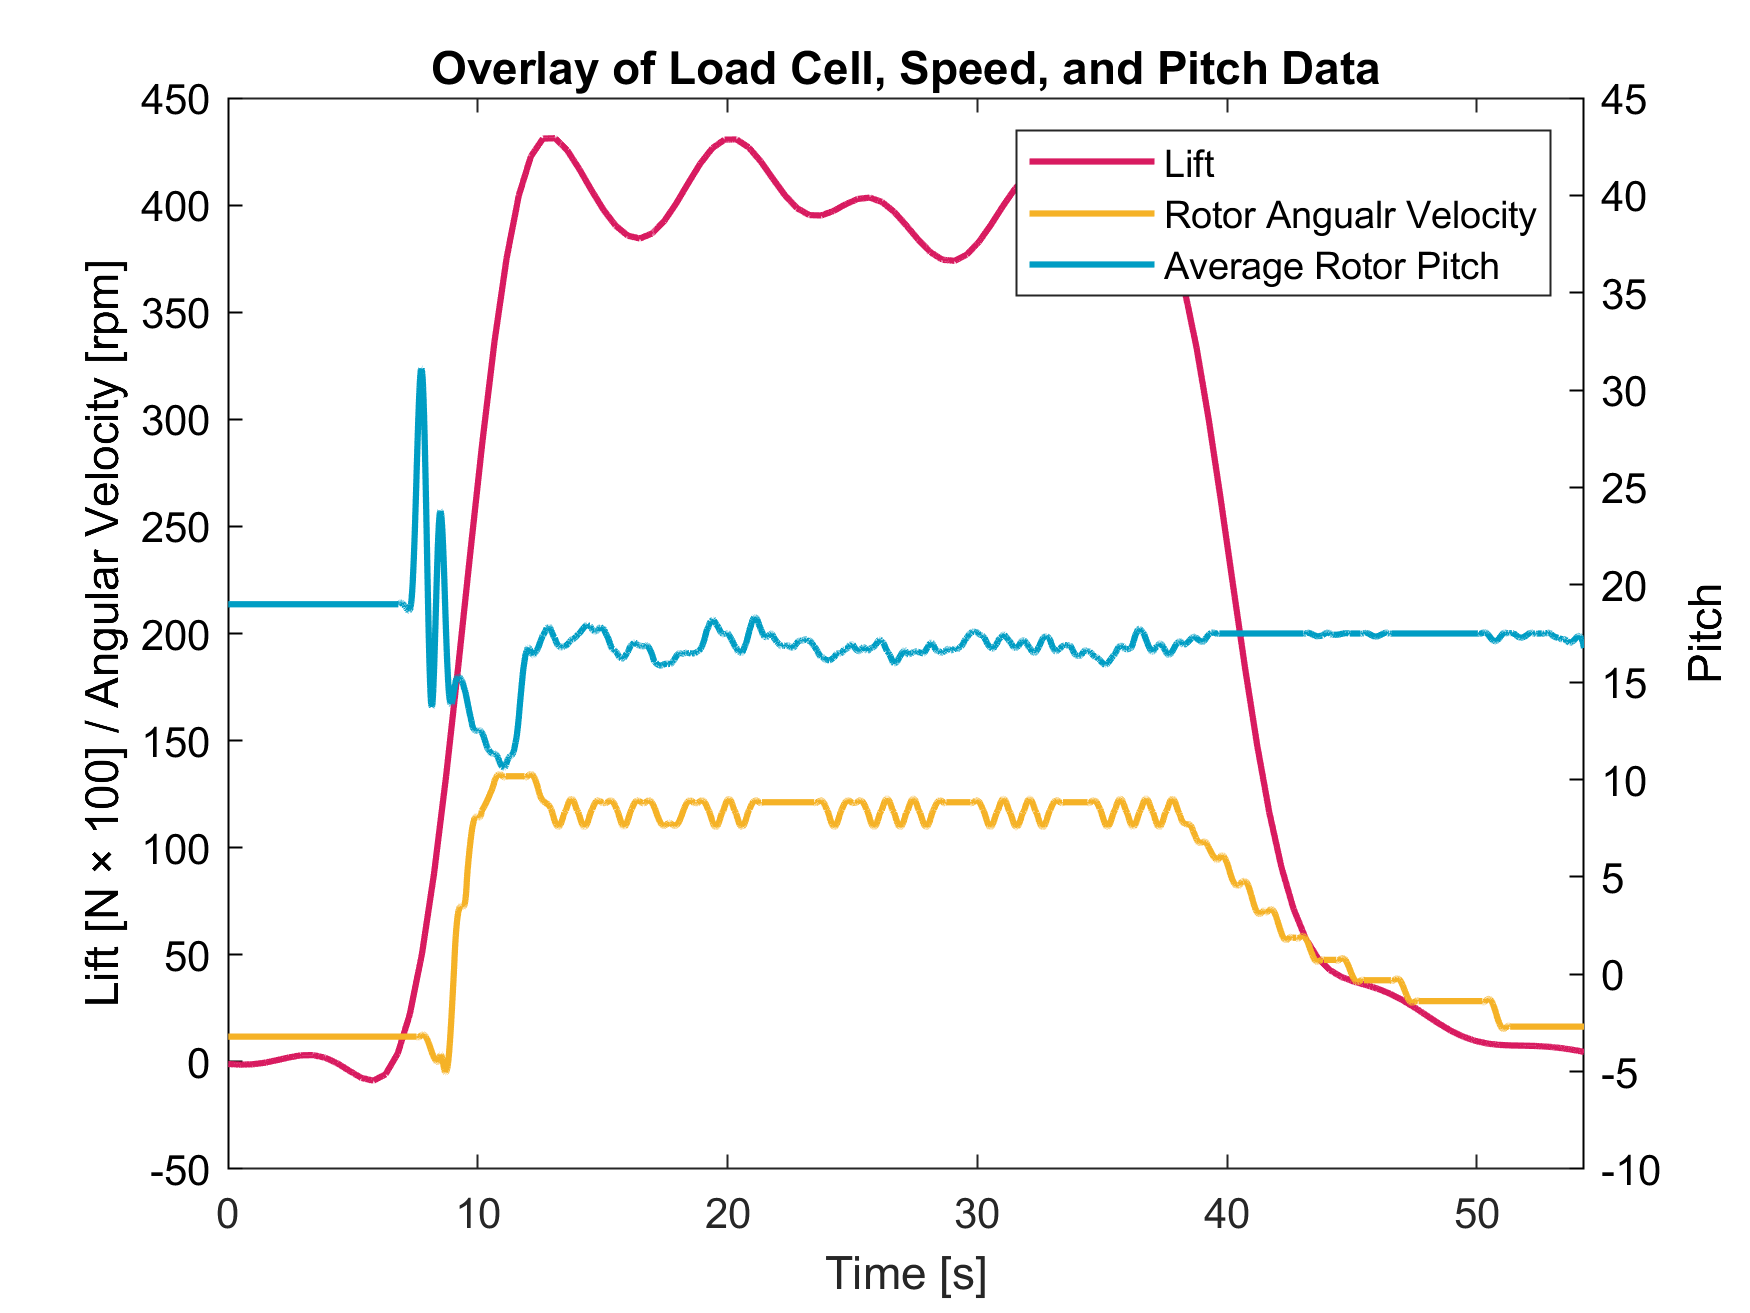 Overlay of Load Cell, Speed, and Pitch Data
450
400
350
300
250
200
150
100
50
0
-50
Lift [N × 100] / Angular Velocity [rpm]
Lift
Rotor Angualr Velocity
Average Rotor Pitch
45
40
35
30
25
20
15
10
5
0
-5
-10
Pitch
0 10 20 30 40 50
Time [s]